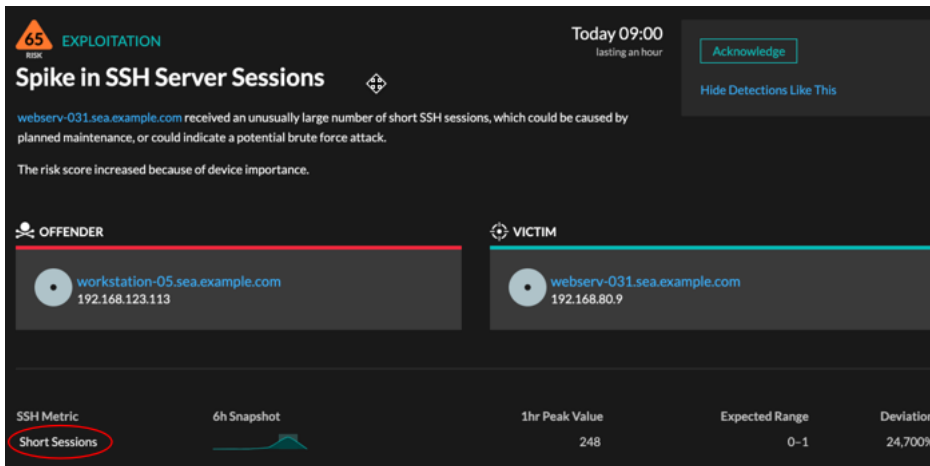 65
RISK
EXPLOITATION
Spike in SSH Server Sessions
Today 09:00
lasting an hour
Acknowledge
Hide Detections Like This
webserv-031.sea.example.com received an unusually large number of short SSH sessions, which could be caused by
planned maintenance, or could indicate a potential brute force attack.
The risk score increased because of device importance.
OFFENDER
workstation-05.sea.example.com
192.168.123.113
VICTIM
webserv-031.sea.example.com
192.168.80.9
SSH Metric 6h Snapshot 1hr Peak Value Expected Range Deviation
Short Sessions 248 0–1 24,700%